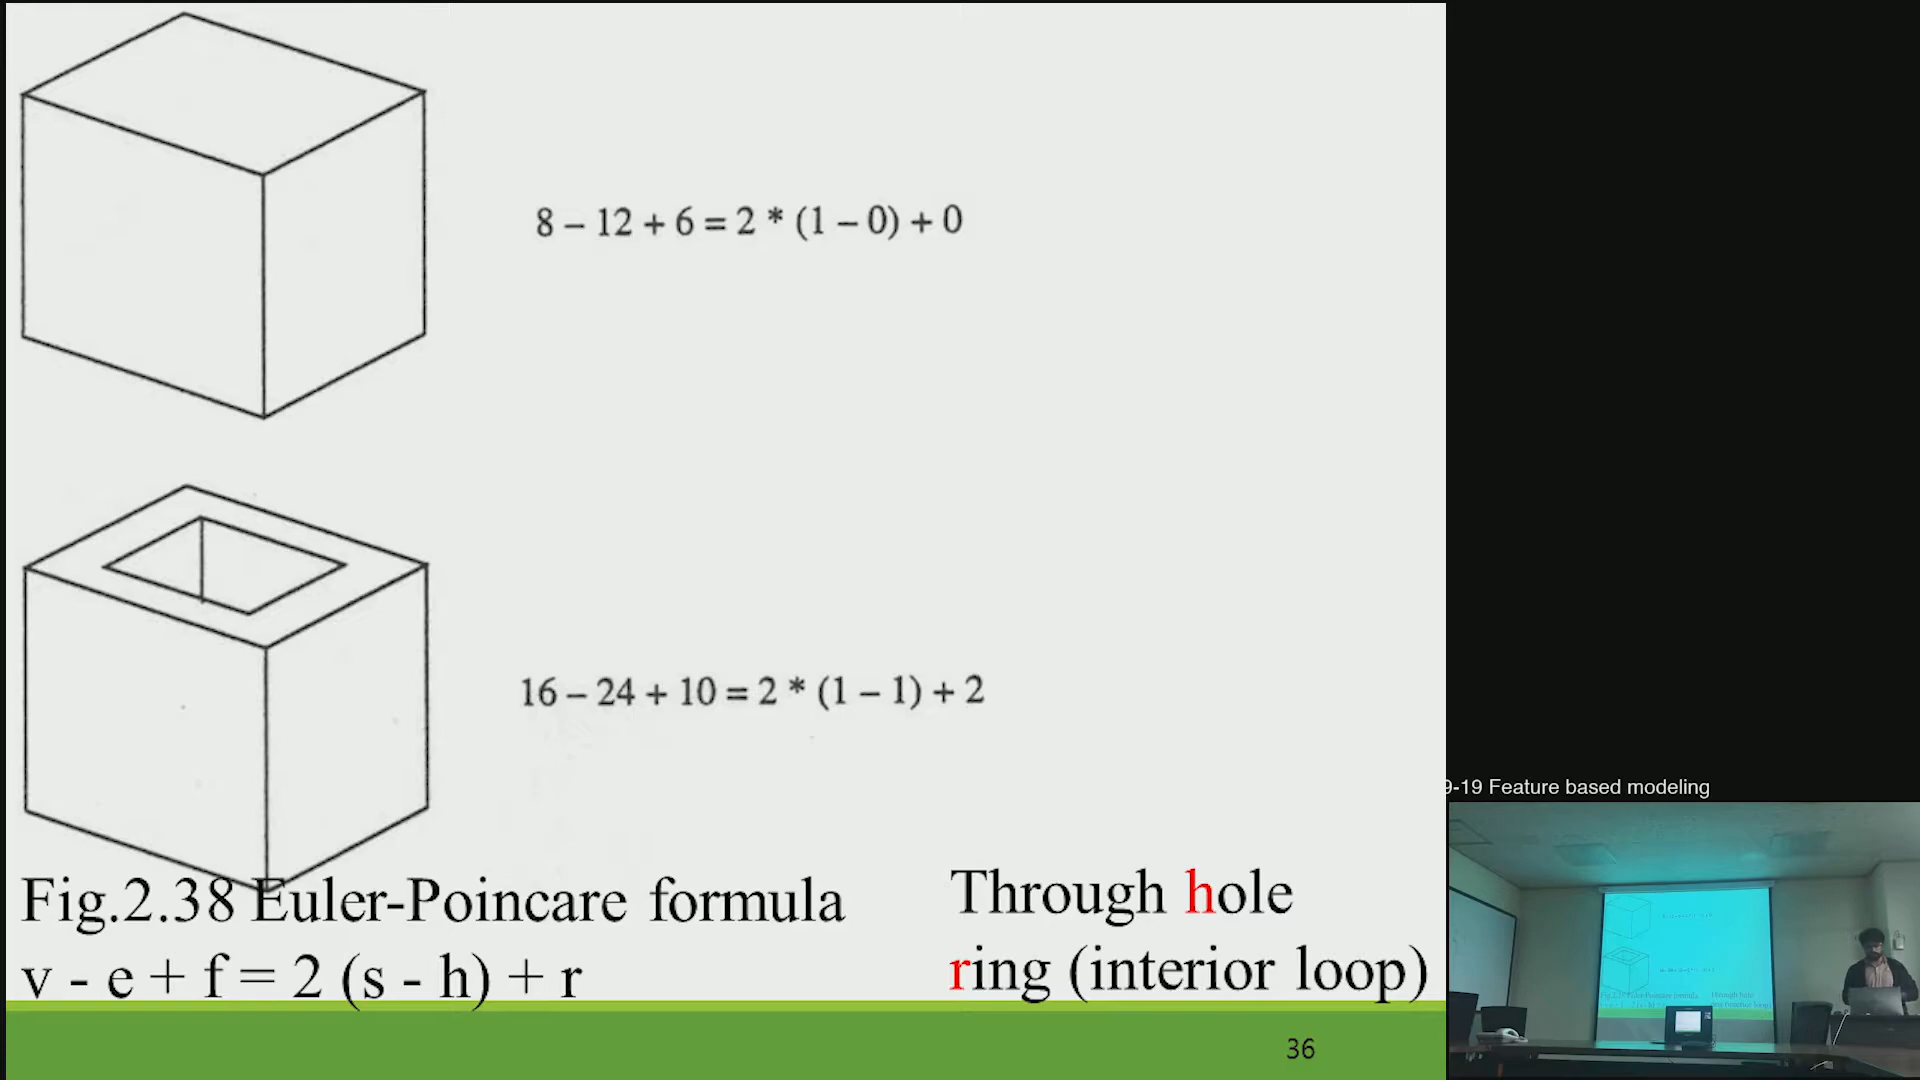 8 – 12 + 6 = 2 * (1 – 0) + 0
16 – 24 + 10 = 2 * (1 – 1) + 2
Fig.2.38 Euler-Poincare formula
v - e + f = 2 (s - h) + r
Through hole
ring (interior loop)
36
9-19 Feature based modeling